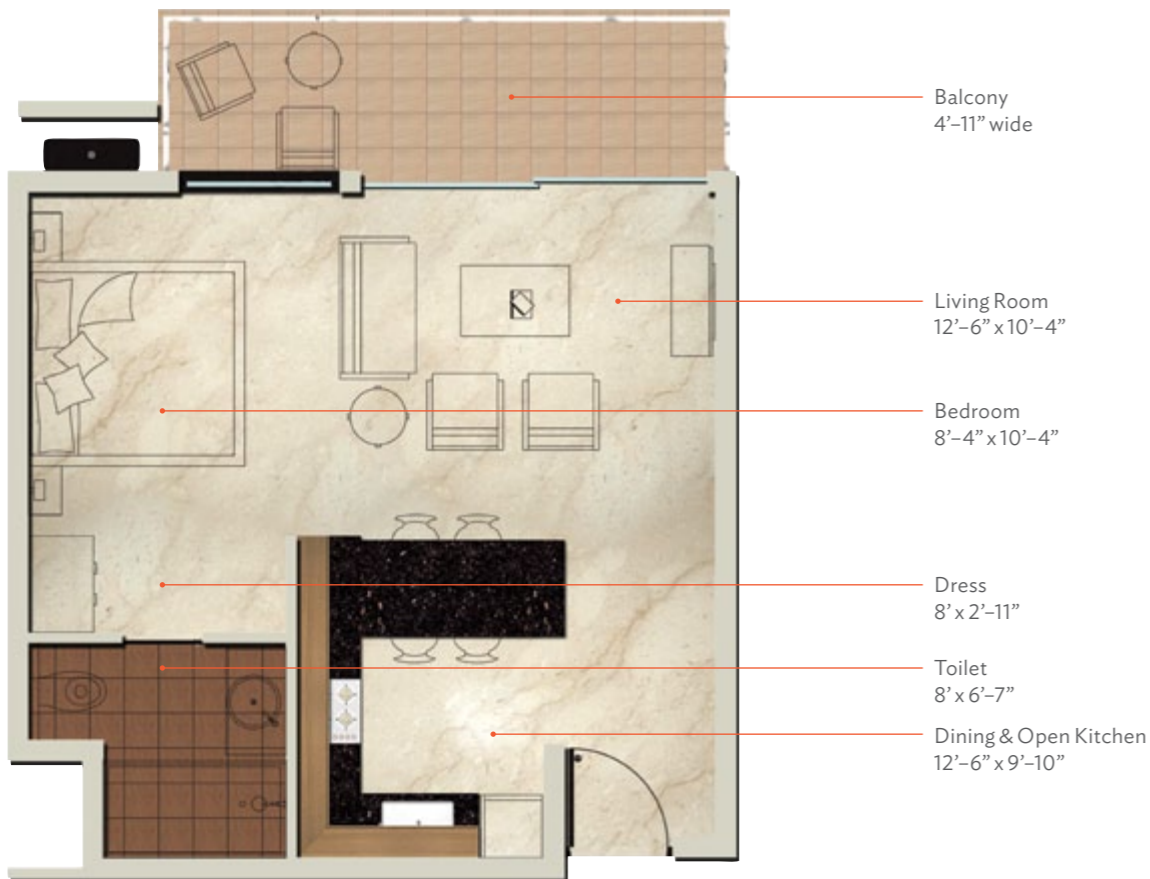 Balcony
4’–11” wide
Living Room
12’–6” x 10’–4”
Bedroom
8’–4” x 10’–4”
Dress
8’ x 2’–11”
Toilet
8’ x 6’–7”
Dining & Open Kitchen
12’–6” x 9’–10”